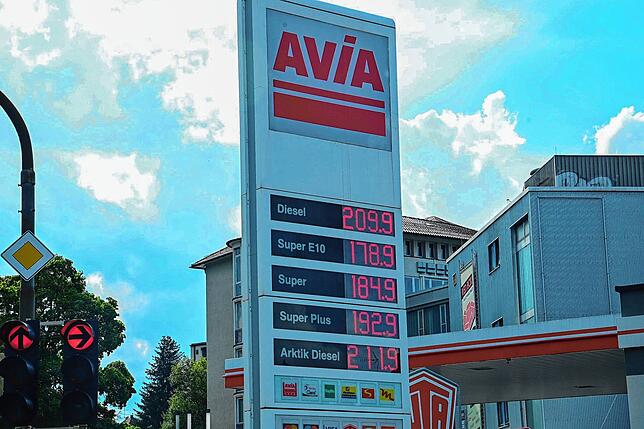 AVIA
Diesel 209.9
Super E10 178.9
Super 184.9
Super Plus 192.9
Arktik Diesel 211.9